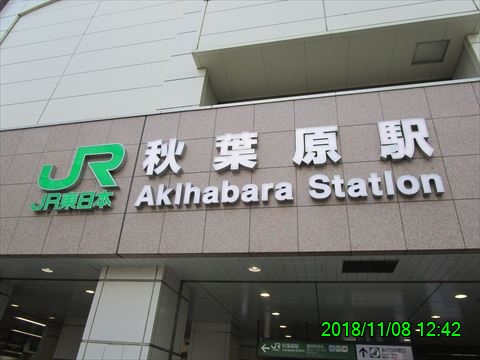 JR 秋葉原駅
JR東日本 Akihabara Station
2018/11/08 12:42